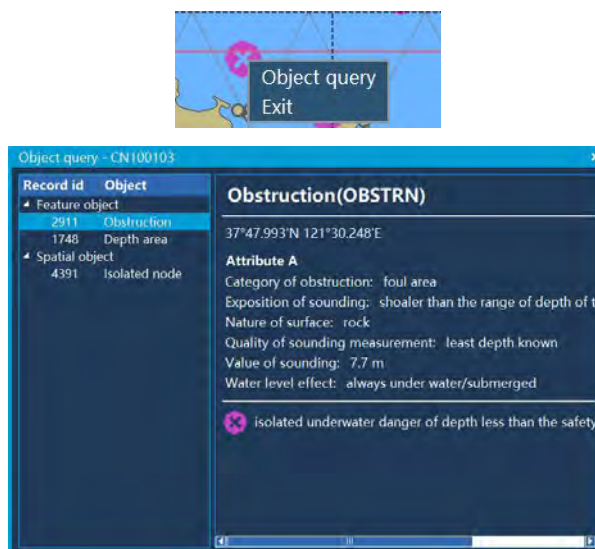 Object query
Exit
Object query - CN100103
Record id Object
Feature object
2911 Obstruction
1748 Depth area
Spatial object
4391 Isolated node
Obstruction(OBSTRN)
37°47.993'N 121°30.248'E
Attribute A
Category of obstruction: foul area
Exposition of sounding: shoaler than the range of depth of t
Nature of surface: rock
Quality of sounding measurement: least depth known
Value of sounding: 7.7 m
Water level effect: always under water/submerged
isolated underwater danger of depth less than the safety